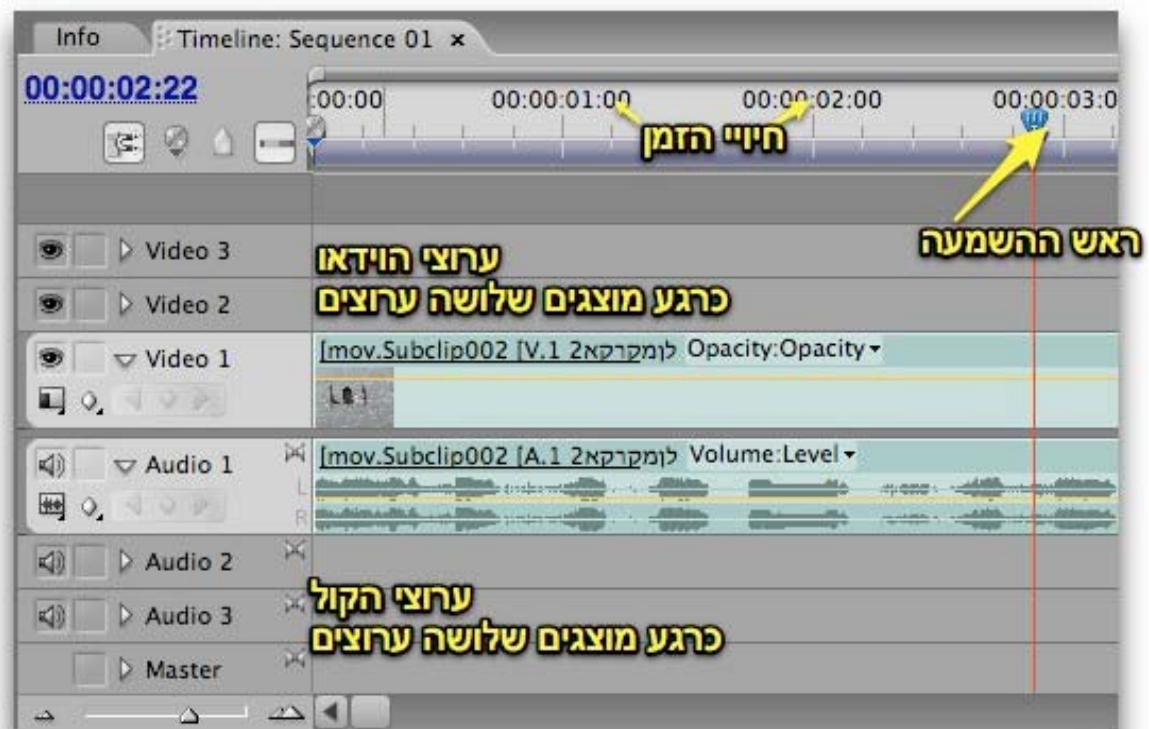 Info
Timeline: Sequence 01 ×
00:00:02:22
:00:00 00:00:01:00 00:00:02:00 00:00:03:0
חיויי הזמן
ראש ההשמעה
Video 3
ערוצי הוידאו
כרגע מוצגים שלושה ערוצים
Video 2
Video 1
[mov.Subclip002 [V.1 2לןמקרקא Opacity:Opacity
Audio 1
[mov.Subclip002 [A.1 2לןמקרקא Volume:Level
L
R
Audio 2
ערוצי הקול
Audio 3
כרגע מוצגים שלושה ערוצים
Master